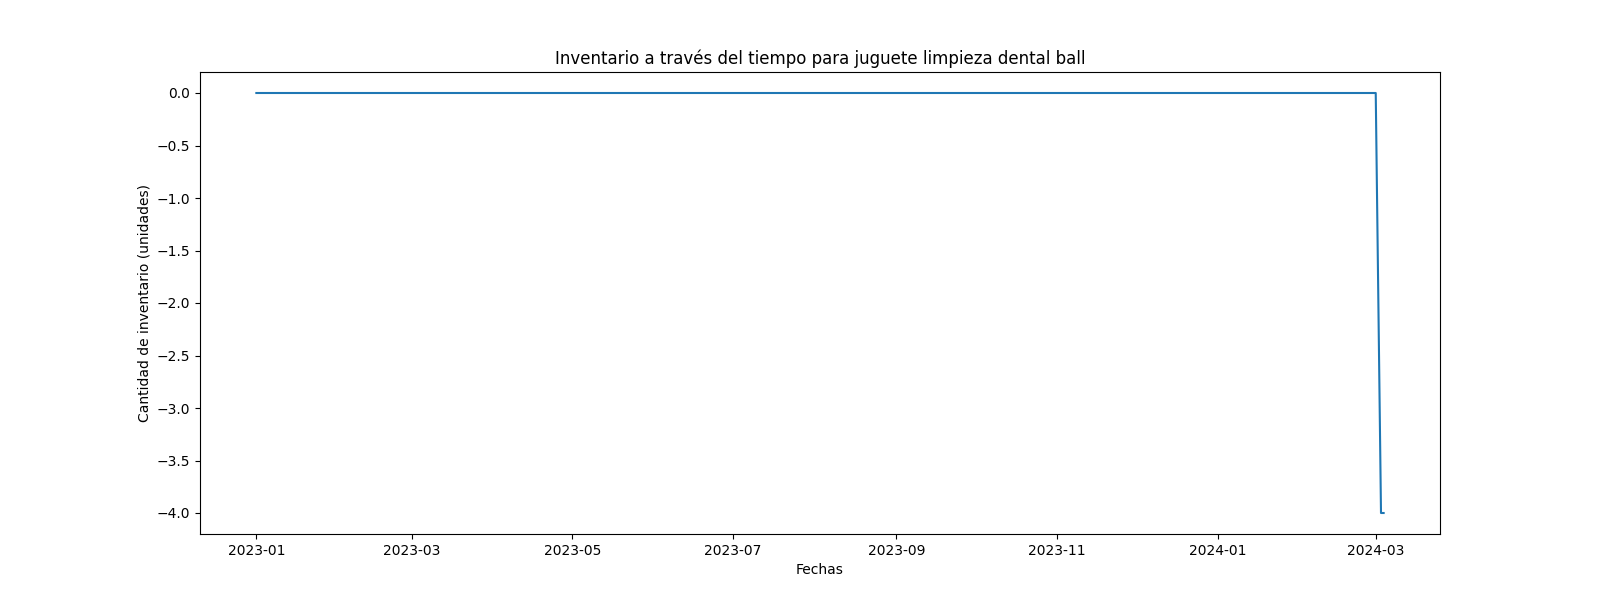 Inventario a través del tiempo para juguete limpieza dental ball
Cantidad de inventario (unidades)
0.0
−0.5
−1.0
−1.5
−2.0
−2.5
−3.0
−3.5
−4.0
2023-01 2023-03 2023-05 2023-07 2023-09 2023-11 2024-01 2024-03
Fechas